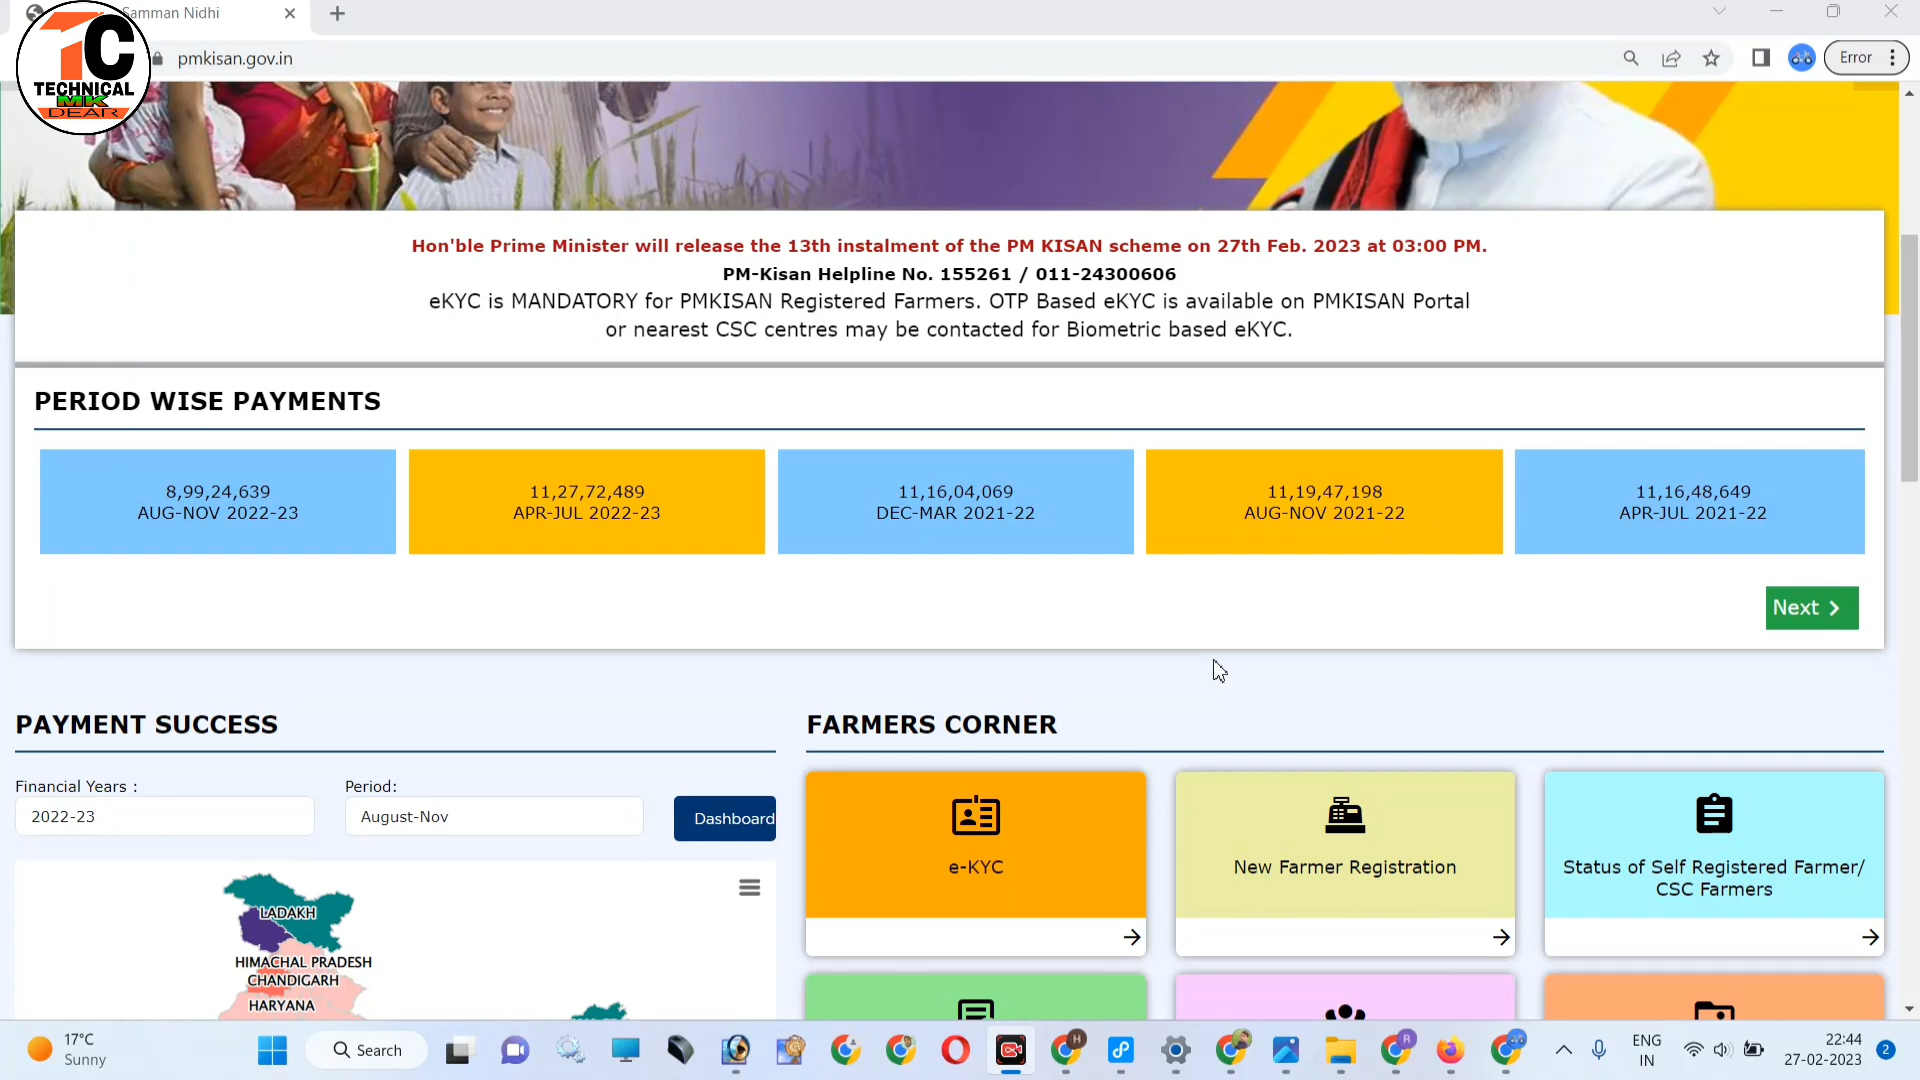 Samman Nidhi
pmkisan.gov.in
Error
TC
TECHNICAL
MK
DEAR
Hon'ble Prime Minister will release the 13th instalment of the PM KISAN scheme on 27th Feb. 2023 at 03:00 PM.
PM-Kisan Helpline No. 155261 / 011-24300606
eKYC is MANDATORY for PMKISAN Registered Farmers. OTP Based eKYC is available on PMKISAN Portal
or nearest CSC centres may be contacted for Biometric based eKYC.
PERIOD WISE PAYMENTS
8,99,24,639
AUG-NOV 2022-23
11,27,72,489
APR-JUL 2022-23
11,16,04,069
DEC-MAR 2021-22
11,19,47,198
AUG-NOV 2021-22
11,16,48,649
APR-JUL 2021-22
Next
PAYMENT SUCCESS
Financial Years :
2022-23
Period:
August-Nov
Dashboard
LADAKH
HIMACHAL PRADESH
CHANDIGARH
HARYANA
FARMERS CORNER
e-KYC
New Farmer Registration
Status of Self Registered Farmer/
CSC Farmers
17°C
Sunny
Search
H
R
ENG
IN
22:44
27-02-2023
2